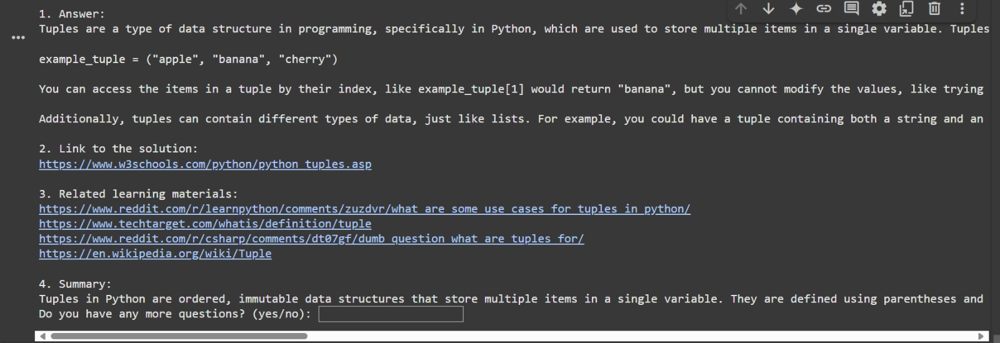 1. Answer:
Tuples are a type of data structure in programming, specifically in Python, which are used to store multiple items in a single variable. Tuples
example_tuple = ("apple", "banana", "cherry")
You can access the items in a tuple by their index, like example_tuple[1] would return "banana", but you cannot modify the values, like trying
Additionally, tuples can contain different types of data, just like lists. For example, you could have a tuple containing both a string and an
2. Link to the solution:
https://www.w3schools.com/python/python_tuples.asp
3. Related learning materials:
https://www.reddit.com/r/learnpython/comments/zuzdvr/what_are_some_use_cases_for_tuples_in_python/
https://www.techtarget.com/whatis/definition/tuple
https://www.reddit.com/r/csharp/comments/dt07gf/dumb_question_what_are_tuples_for/
https://en.wikipedia.org/wiki/Tuple
4. Summary:
Tuples in Python are ordered, immutable data structures that store multiple items in a single variable. They are defined using parentheses and
Do you have any more questions? (yes/no):